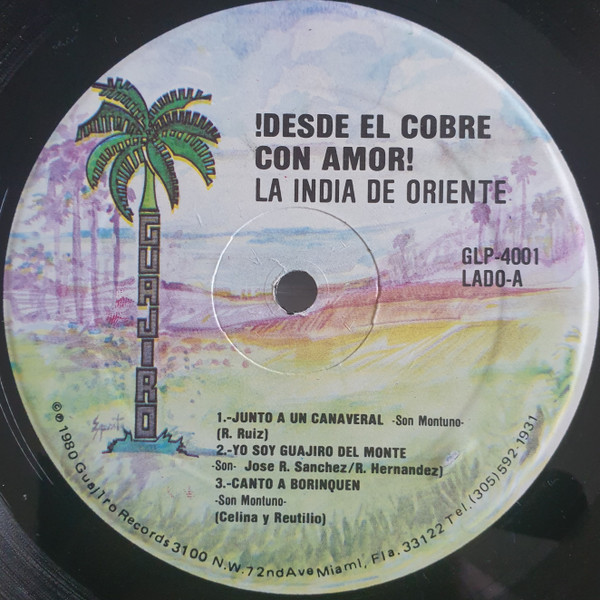 !DESDE EL COBRE
CON AMOR!
LA INDIA DE ORIENTE
GLP-4001
LADO-A
GUAJIRO
1.-JUNTO A UN CANAVERAL -Son Montuno-
(R. Ruiz)
2.-YO SOY GUAJIRO DEL MONTE
-Son- Jose R. Sanchez/R. Hernandez)
3.-CANTO A BORINQUEN
-Son Montuno-
(Celina y Reutilio)
©℗ 1980 Guajiro Records 3100 N.W. 72nd Ave Miami, Fla. 33122 Tel. (305) 592-1931